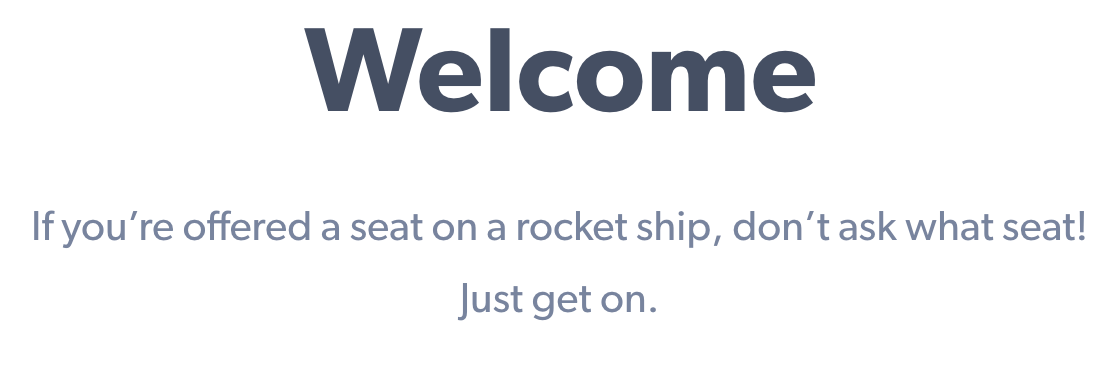 Welcome
If you’re offered a seat on a rocket ship, don’t ask what seat!
Just get on.